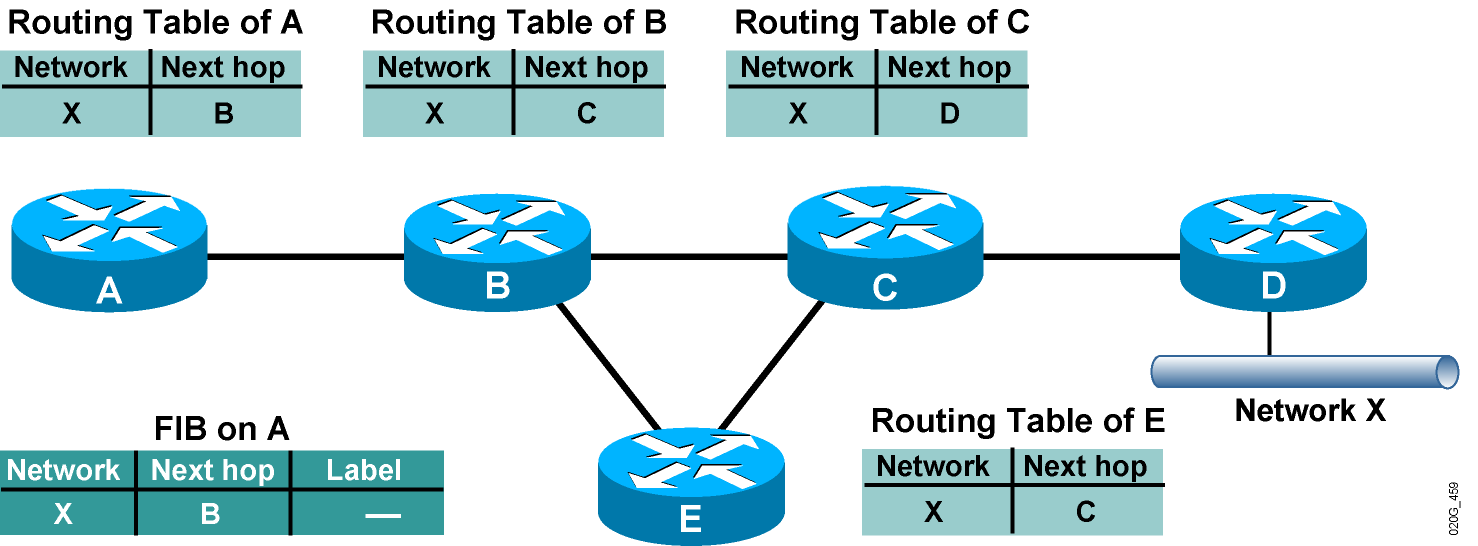 Routing Table of A
Network Next hop
X B
Routing Table of B
Network Next hop
X C
Routing Table of C
Network Next hop
X D
A
B
C
D
Network X
E
FIB on A
Network Next hop Label
X B —
Routing Table of E
Network Next hop
X C
020G_459